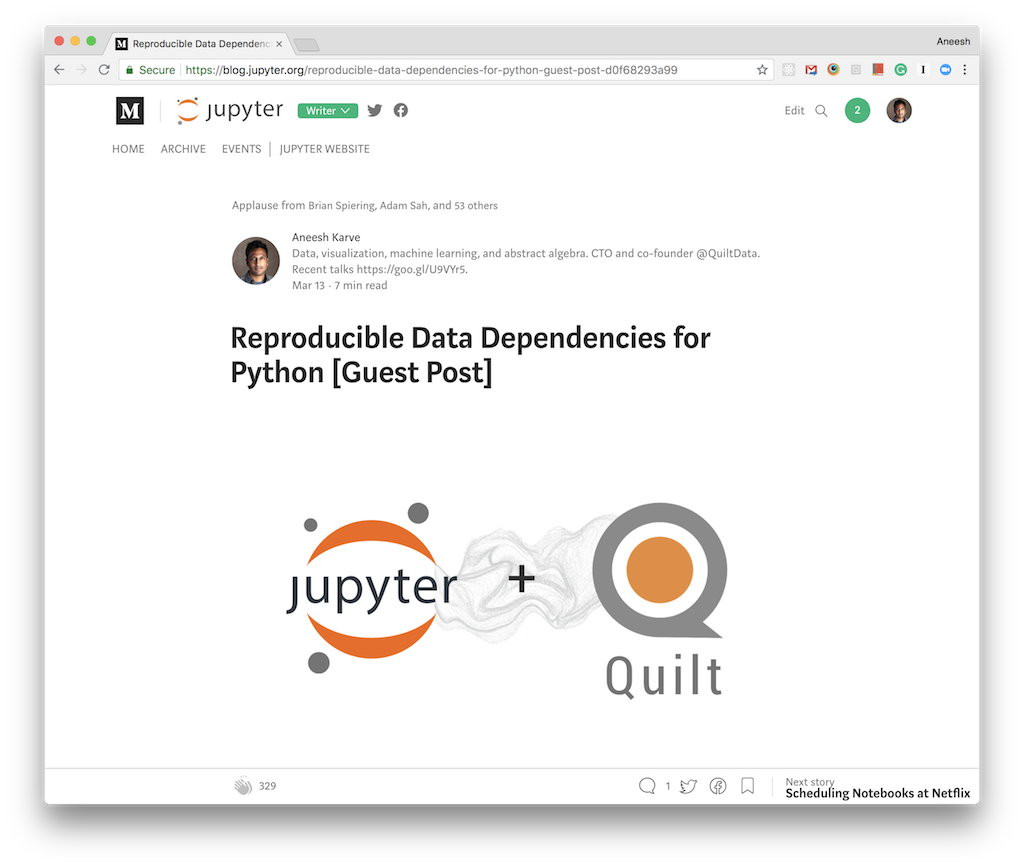 Reproducible Data Dependenc
Aneesh
Secure https://blog.jupyter.org/reproducible-data-dependencies-for-python-guest-post-d0f68293a99
M jupyter Writer Edit 2
HOME ARCHIVE EVENTS JUPYTER WEBSITE
Applause from Brian Spiering, Adam Sah, and 53 others
Aneesh Karve
Data, visualization, machine learning, and abstract algebra. CTO and co-founder @QuiltData.
Recent talks https://goo.gl/U9VYr5.
Mar 13 · 7 min read
Reproducible Data Dependencies for
Python [Guest Post]
jupyter + Quilt
329
1
Next story
Scheduling Notebooks at Netflix